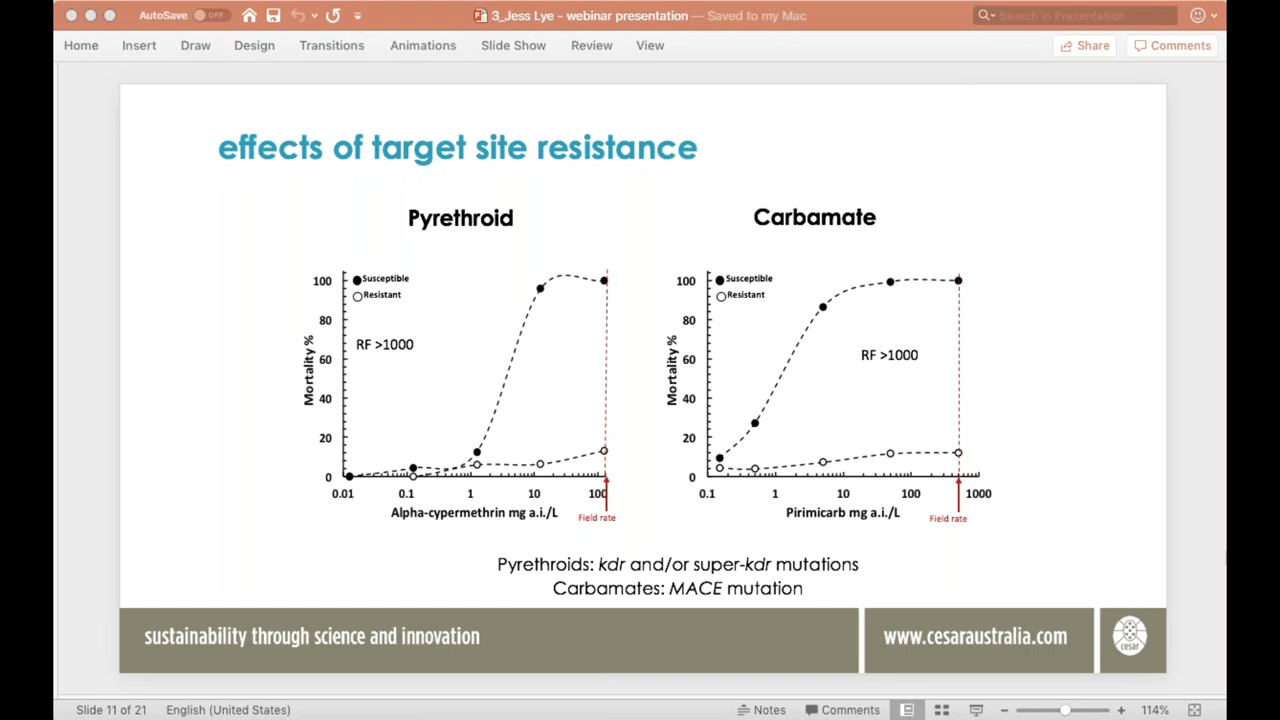 AutoSave OFF
3_Jess Lye - webinar presentation — Saved to my Mac
Search in Presentation
Home Insert Draw Design Transitions Animations Slide Show Review View
Share Comments
effects of target site resistance
Pyrethroid
100
80
60
40
20
0
Mortality %
Susceptible
Resistant
RF >1000
0.01 0.1 1 10 100
Alpha-cypermethrin mg a.i./L
Field rate
Carbamate
100
80
60
40
20
0
Mortality %
Susceptible
Resistant
RF >1000
0.1 1 10 100 1000
Pirimicarb mg a.i./L
Field rate
Pyrethroids: kdr and/or super-kdr mutations
Carbamates: MACE mutation
sustainability through science and innovation
www.cesaraustralia.com
cesar
Slide 11 of 21 English (United States)
Notes Comments 114%